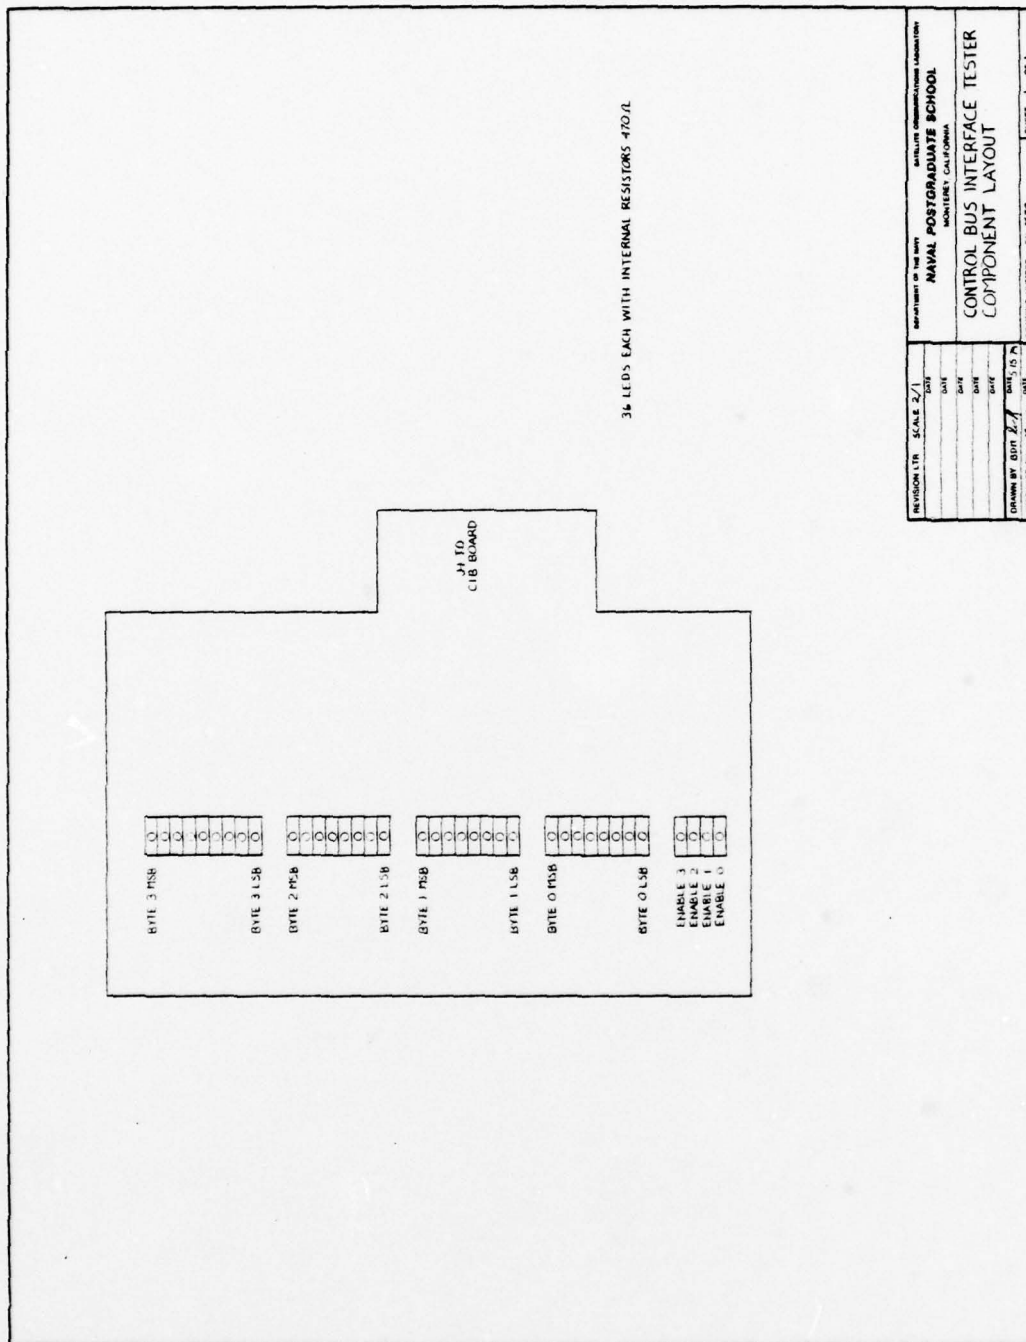 BYTE 3 MSB
BYTE 3 LSB
BYTE 2 MSB
BYTE 2 LSB
BYTE 1 MSB
BYTE 1 LSB
BYTE 0 MSB
BYTE 0 LSB
ENABLE 3
ENABLE 2
ENABLE 1
ENABLE 0
J4 TO
CIB BOARD
36 LEDS EACH WITH INTERNAL RESISTORS 470Ω
REVISION LTR SCALE 2/1
DATE
DATE
DATE
DATE
DATE
DRAWN BY BDM DATE
DATE
DEPARTMENT OF THE NAVY SATELLITE COMMUNICATIONS LABORATORY
NAVAL POSTGRADUATE SCHOOL
MONTEREY, CALIFORNIA
CONTROL BUS INTERFACE TESTER
COMPONENT LAYOUT